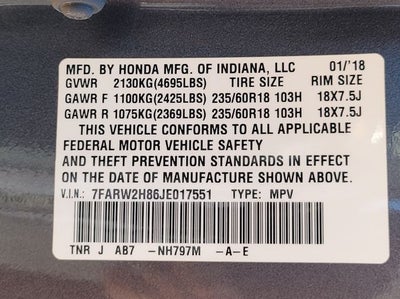 MFD. BY HONDA MFG. OF INDIANA, LLC 01/'18
GVWR 2130KG(4695LBS) TIRE SIZE RIM SIZE
GAWR F 1100KG(2425LBS) 235/60R18 103H 18X7.5J
GAWR R 1075KG(2369LBS) 235/60R18 103H 18X7.5J
THIS VEHICLE CONFORMS TO ALL APPLICABLE
FEDERAL MOTOR VEHICLE SAFETY
AND THEFT PREVENTION STANDARDS IN EFFECT
ON THE DATE OF MANUFACTURE SHOWN ABOVE.
V.I.N.: 7FARW2H86JE017551 TYPE: MPV
TNR J AB7 -NH797M -A-E